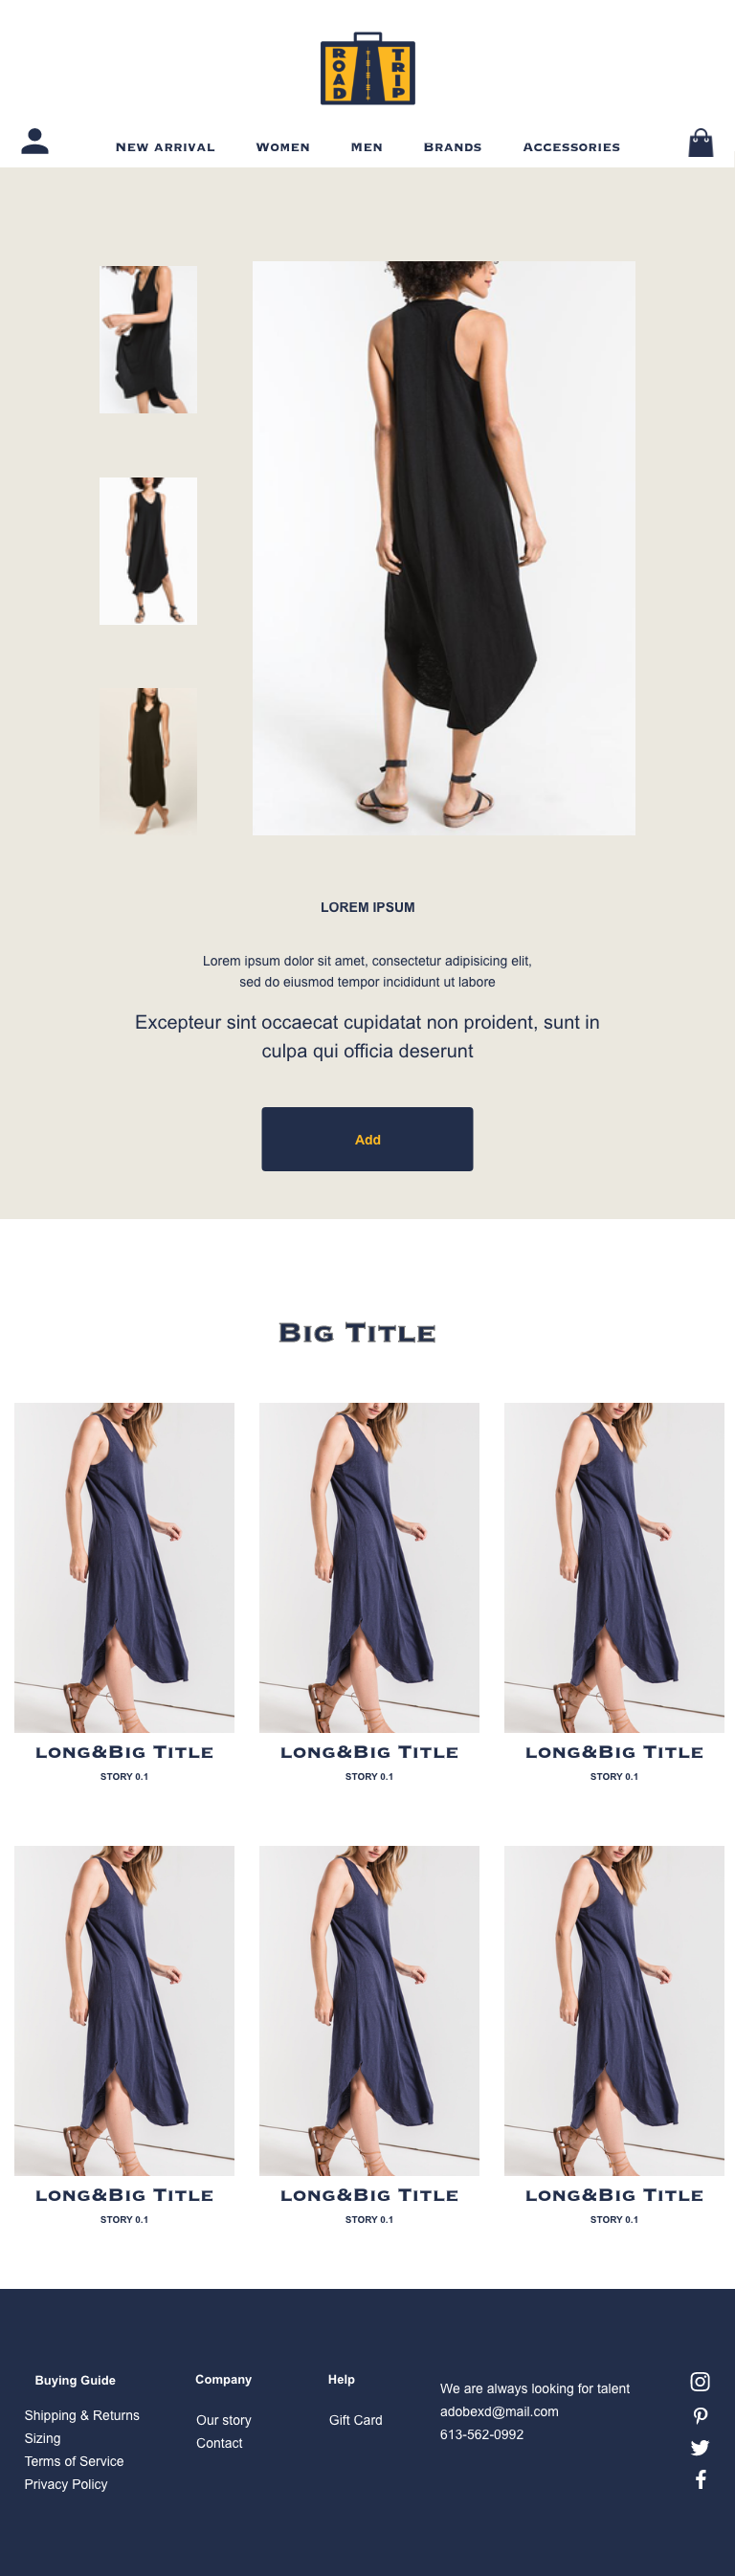 ROAD TRIP
New arrival Women Men Brands Accessories
LOREM IPSUM
Lorem ipsum dolor sit amet, consectetur adipisicing elit,
sed do eiusmod tempor incididunt ut labore
Excepteur sint occaecat cupidatat non proident, sunt in
culpa qui officia deserunt
Add
Big Title
long&Big Title
STORY 0.1
long&Big Title
STORY 0.1
long&Big Title
STORY 0.1
long&Big Title
STORY 0.1
long&Big Title
STORY 0.1
long&Big Title
STORY 0.1
Buying Guide
Shipping & Returns
Sizing
Terms of Service
Privacy Policy
Company
Our story
Contact
Help
Gift Card
We are always looking for talent
adobexd@mail.com
613-562-0992